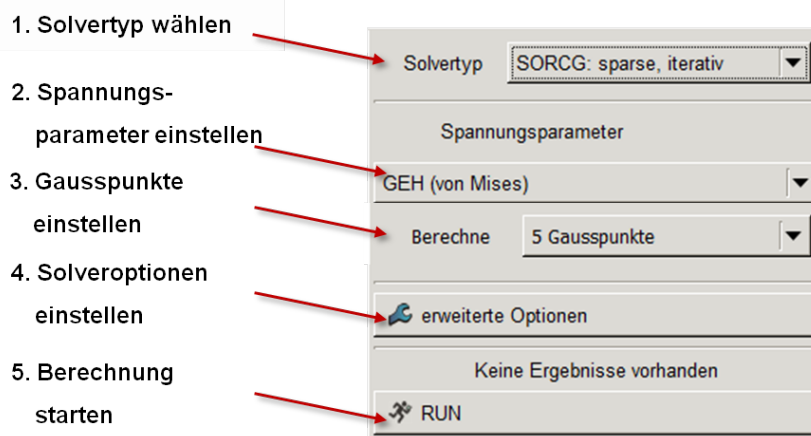 1. Solvertyp wählen
Solvertyp
SORCG: sparse, iterativ
2. Spannungs-
parameter einstellen
Spannungsparameter
GEH (von Mises)
3. Gausspunkte
einstellen
Berechne
5 Gausspunkte
4. Solveroptionen
einstellen
erweiterte Optionen
Keine Ergebnisse vorhanden
5. Berechnung
starten
RUN